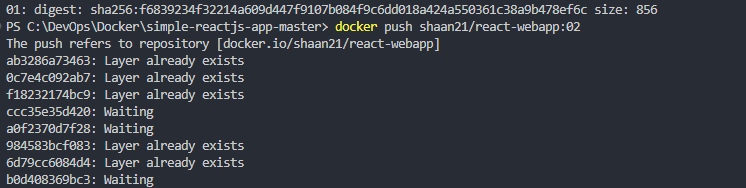 01: digest: sha256:f6839234f32214a609d447f9107b084f9c6dd018a424a550361c38a9b478ef6c size: 856
PS C:\DevOps\Docker\simple-reactjs-app-master> docker push shaan21/react-webapp:02
The push refers to repository [docker.io/shaan21/react-webapp]
ab3286a73463: Layer already exists
0c7e4c092ab7: Layer already exists
f18232174bc9: Layer already exists
ccc35e35d420: Waiting
a0f2370d7f28: Waiting
984583bcf083: Layer already exists
6d79cc6084d4: Layer already exists
b0d408369bc3: Waiting